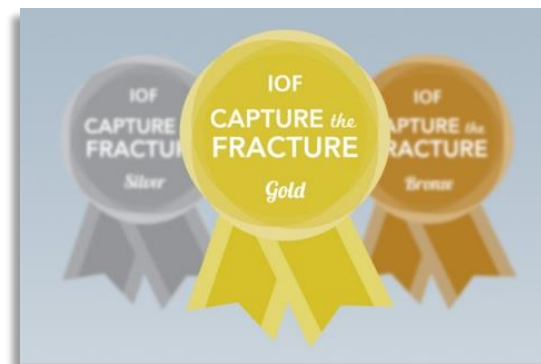 IOF
CAPTURE
FRACTU
Silver
IOF
CAPTURE the
FRACTURE
Gold
IOF
PTURE the
RACTURE
Bronze